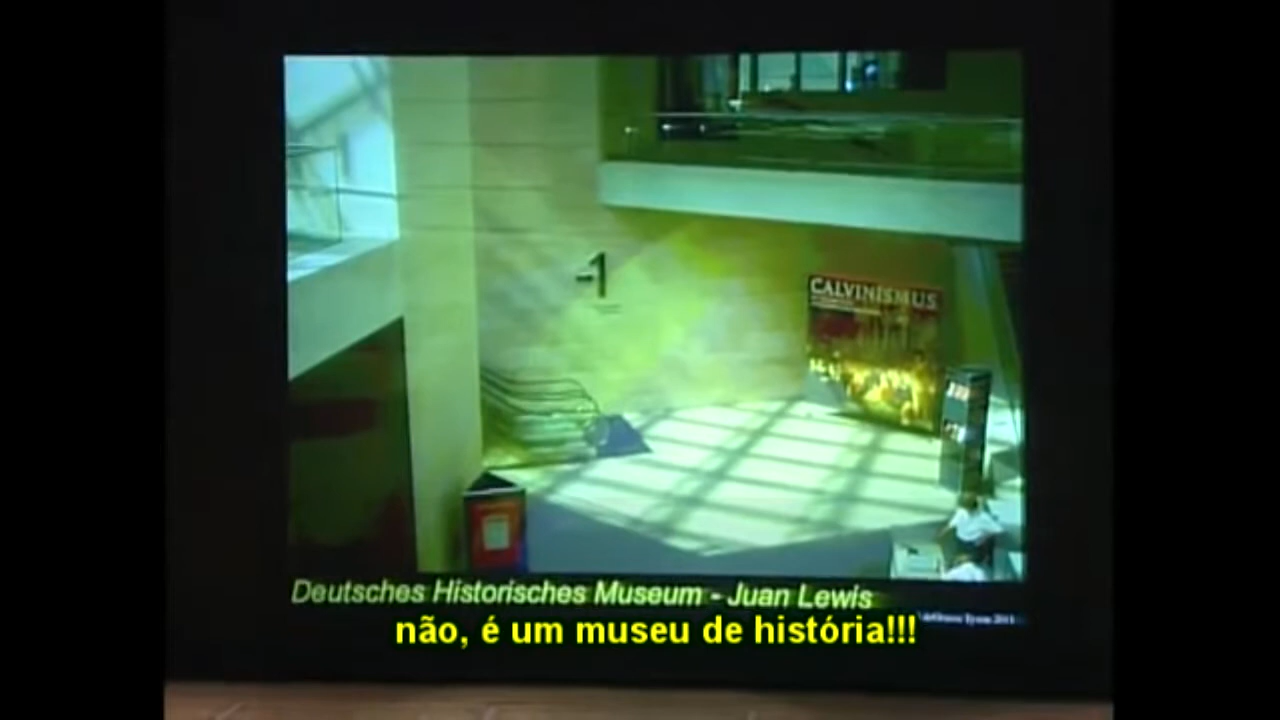 -1
CALVINISMUS
Deutsches Historisches Museum - Juan Lewis
não, é um museu de história!!!